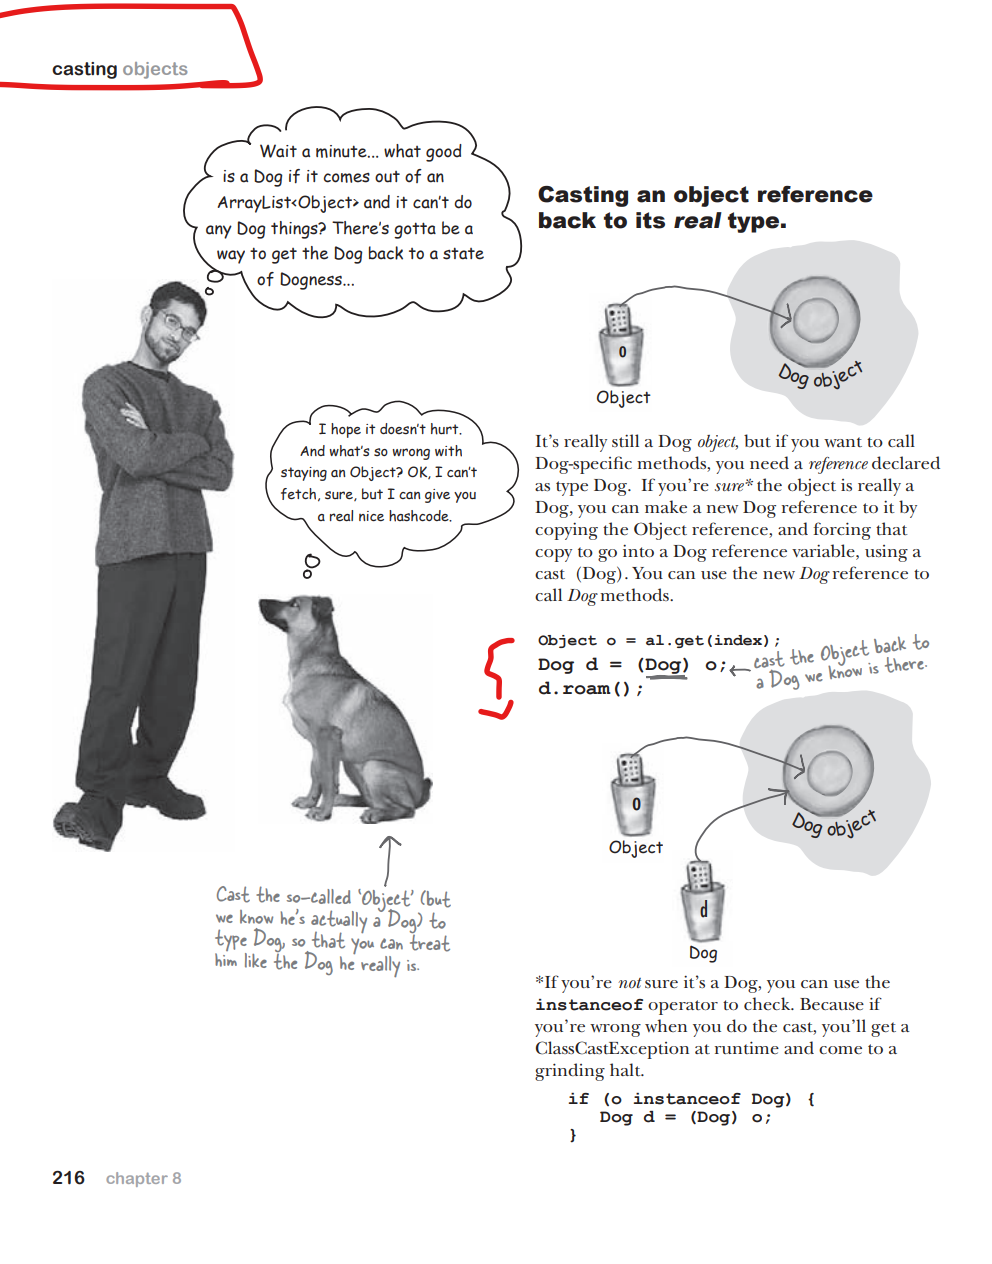 casting objects
Wait a minute... what good
is a Dog if it comes out of an
ArrayList<Object> and it can't do
any Dog things? There's gotta be a
way to get the Dog back to a state
of Dogness...
I hope it doesn't hurt.
And what's so wrong with
staying an Object? OK, I can't
fetch, sure, but I can give you
a real nice hashcode.
Cast the so-called 'Object' (but
we know he's actually a Dog) to
type Dog, so that you can treat
him like the Dog he really is.
Casting an object reference
back to its real type.
o
Object
Dog object
It's really still a Dog object, but if you want to call
Dog-specific methods, you need a reference declared
as type Dog. If you're sure* the object is really a
Dog, you can make a new Dog reference to it by
copying the Object reference, and forcing that
copy to go into a Dog reference variable, using a
cast (Dog). You can use the new Dog reference to
call Dog methods.
Object o = al.get(index);
Dog d = (Dog) o;
d.roam();
cast the Object back to
a Dog we know is there.
o
Object
Dog object
d
Dog
*If you're not sure it's a Dog, you can use the
instanceof operator to check. Because if
you're wrong when you do the cast, you'll get a
ClassCastException at runtime and come to a
grinding halt.
if (o instanceof Dog) {
Dog d = (Dog) o;
}
216 chapter 8